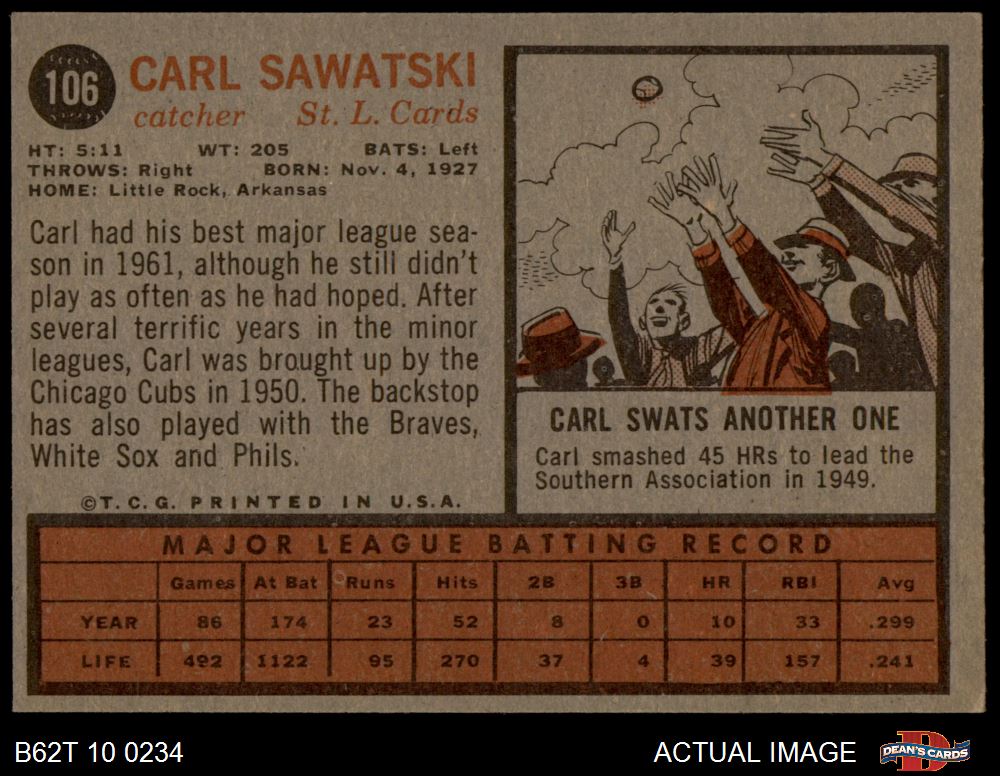 106
CARL SAWATSKI
catcher St. L. Cards
HT: 5:11 WT: 205 BATS: Left
THROWS: Right BORN: Nov. 4, 1927
HOME: Little Rock, Arkansas
Carl had his best major league sea-
son in 1961, although he still didn't
play as often as he had hoped. After
several terrific years in the minor
leagues, Carl was brought up by the
Chicago Cubs in 1950. The backstop
has also played with the Braves,
White Sox and Phils.
©T.C.G. PRINTED IN U.S.A.
CARL SWATS ANOTHER ONE
Carl smashed 45 HRs to lead the
Southern Association in 1949.
MAJOR LEAGUE BATTING RECORD
Games At Bat Runs Hits 2B 3B HR RBI Avg
YEAR 86 174 23 52 8 0 10 33 .299
LIFE 492 1122 95 270 37 4 39 157 .241
B62T 10 0234 ACTUAL IMAGE DEAN'S CARDS